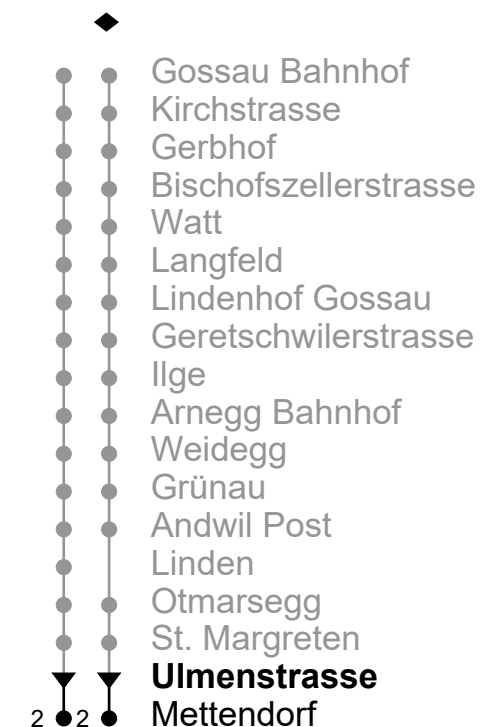 Gossau Bahnhof
Kirchstrasse
Gerbhof
Bischofszellerstrasse
Watt
Langfeld
Lindenhof Gossau
Geretschwilerstrasse
Ilge
Arnegg Bahnhof
Weidegg
Grünau
Andwil Post
Linden
Otmarsegg
St. Margreten
Ulmenstrasse
2 2 Mettendorf